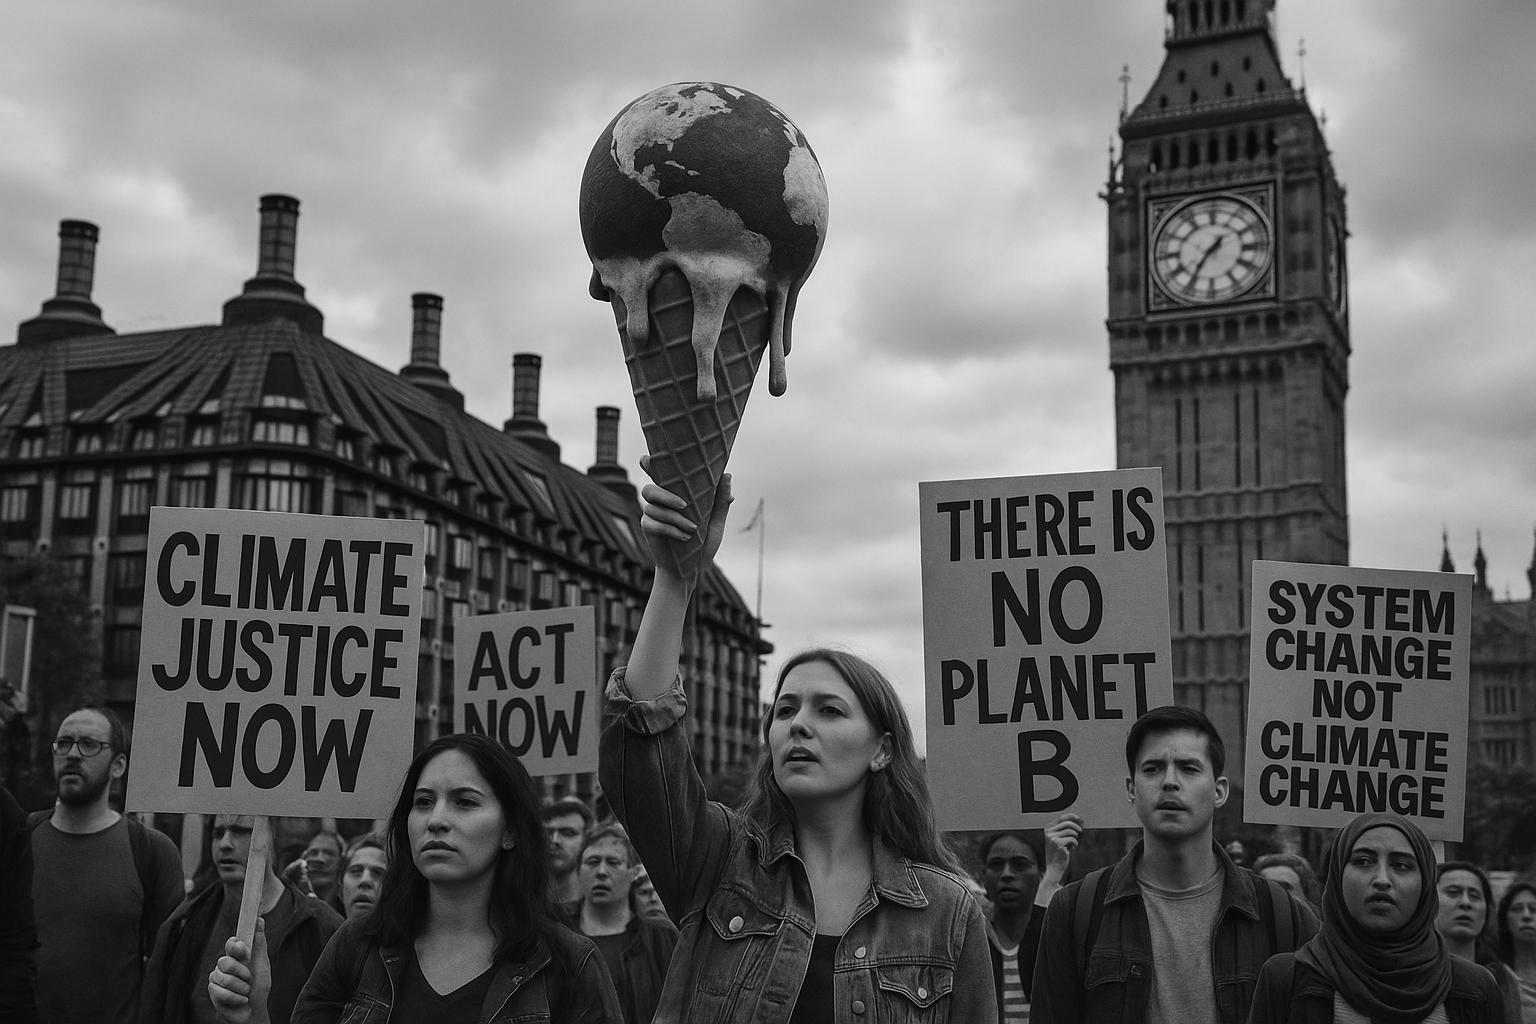 CLIMATE
JUSTICE
NOW
ACT
NOW
THERE IS
NO
PLANET
B
SYSTEM
CHANGE
NOT
CLIMATE
CHANGE